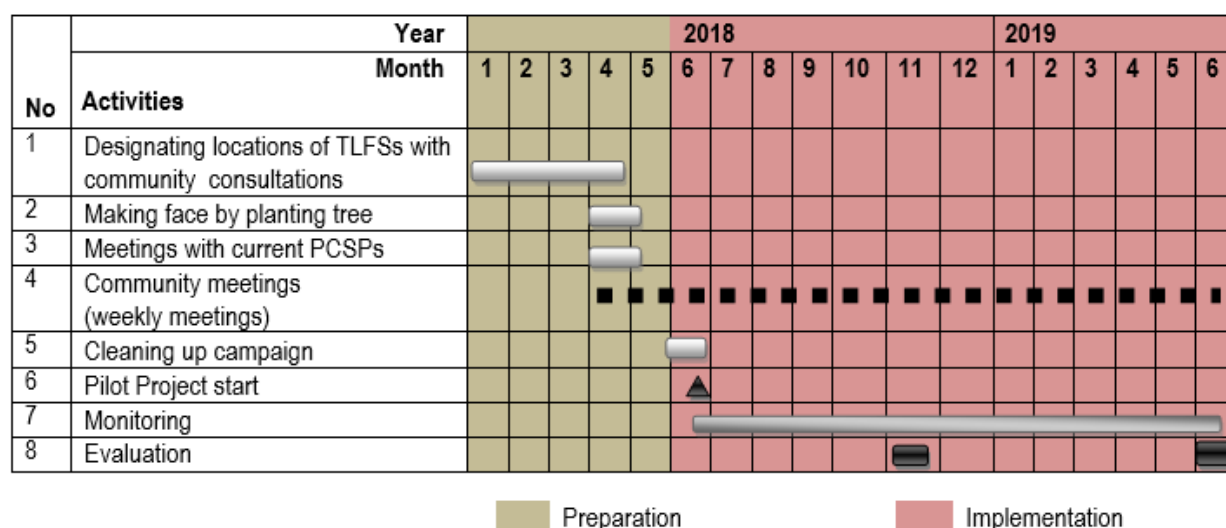 Year 2018 2019
Month 1 2 3 4 5 6 7 8 9 10 11 12 1 2 3 4 5 6
No Activities
1 Designating locations of TLFSs with
community consultations
2 Making face by planting tree
3 Meetings with current PCSPs
4 Community meetings
(weekly meetings)
5 Cleaning up campaign
6 Pilot Project start
7 Monitoring
8 Evaluation
Preparation Implementation